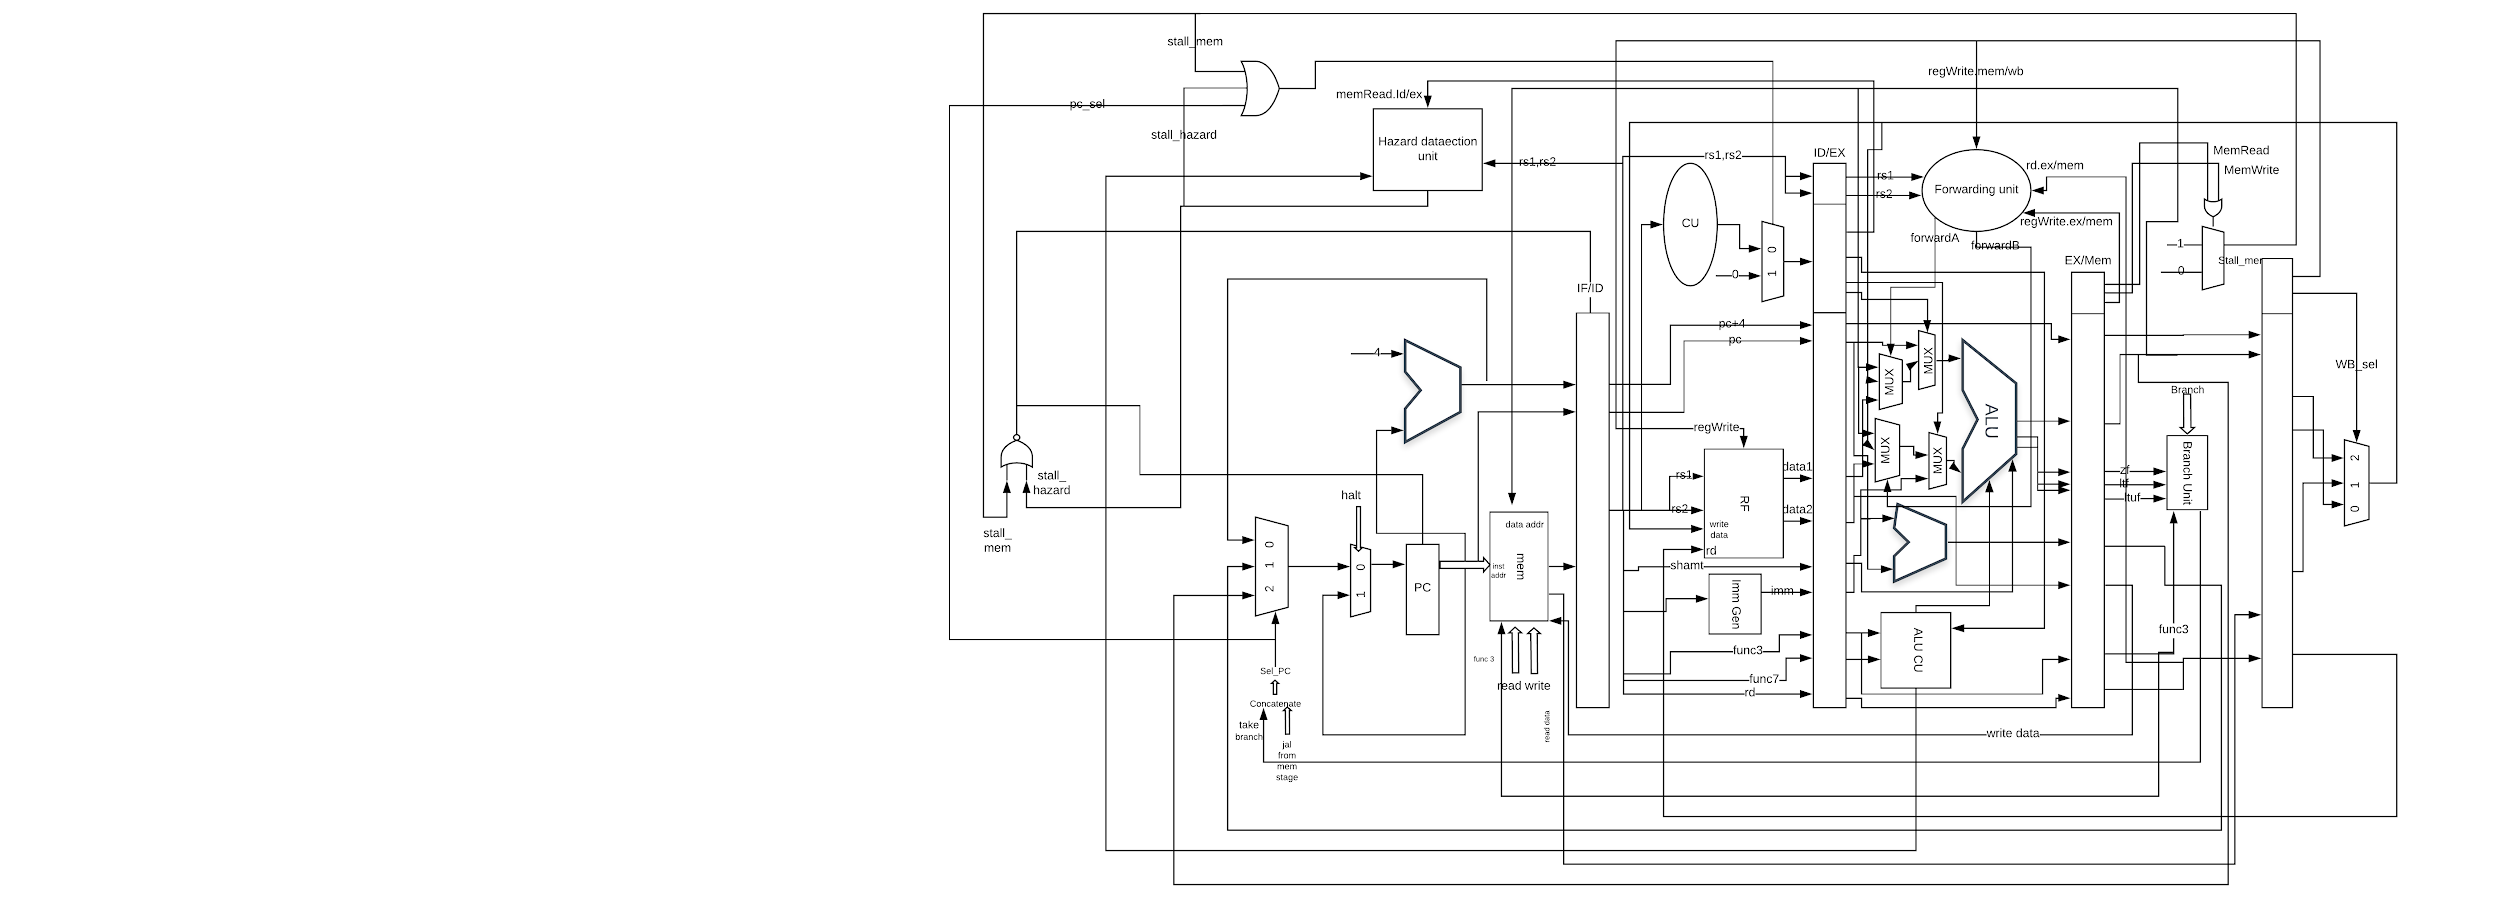 stall_mem
regWrite.mem/wb
memRead.Id/ex
pc_sel
stall_hazard
Hazard dataection
unit
rs1,rs2
rs1,rs2
ID/EX
MemRead
rd.ex/mem
MemWrite
rs1
rs2
Forwarding unit
CU
regWrite.ex/mem
forwardA
forwardB
0
1
0
1
0
EX/Mem
Stall_mem
IF/ID
pc+4
pc
4
MUX
MUX
WB_sel
Branch
ALU
regWrite
MUX
MUX
data1
Branch Unit
zf
ltf
ltuf
2
1
0
stall_
hazard
halt
rs1
rs2
RF
data2
write
data
rd
data addr
mem
inst
addr
stall_
mem
0
1
2
0
1
PC
shamt
Imm Gen
imm
ALU CU
func3
func 3
func3
read write
func7
rd
Sel_PC
Concatenate
take
branch
jal
from
mem
stage
read data
write data